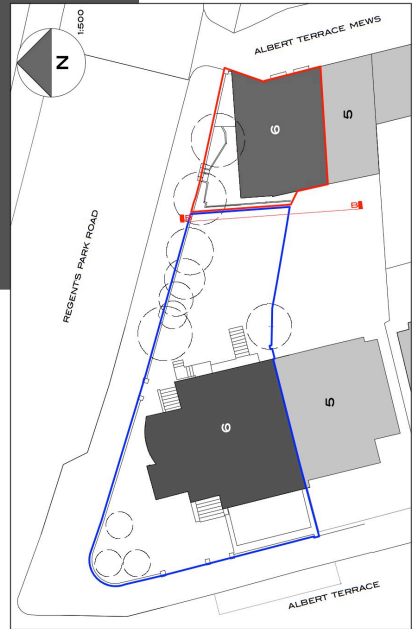 ALBERT TERRACE MEWS
1:500
N
6
5
B
B
REGENT'S PARK ROAD
6
5
ALBERT TERRACE